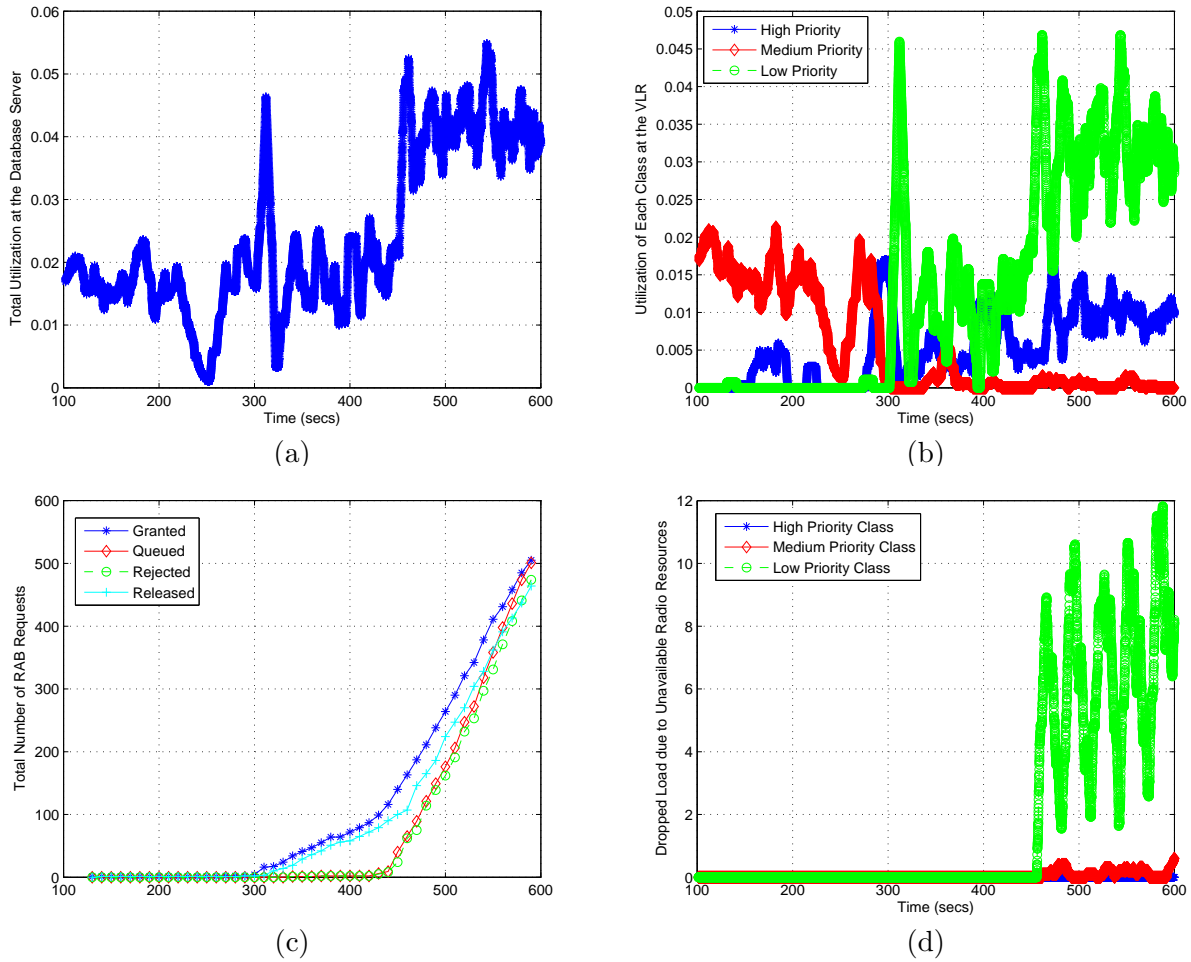 Total Utilization at the Database Server
0.06
0.05
0.04
0.03
0.02
0.01
0
100 200 300 400 500 600
Time (secs)
(a)
Utilization of Each Class at the VLR
0.05
0.045
0.04
0.035
0.03
0.025
0.02
0.015
0.01
0.005
0
High Priority
Medium Priority
Low Priority
100 200 300 400 500 600
Time (secs)
(b)
Total Number of RAB Requests
600
500
400
300
200
100
0
Granted
Queued
Rejected
Released
100 200 300 400 500 600
(c)
Dropped Load due to Unavailable Radio Resources
12
10
8
6
4
2
0
High Priority Class
Medium Priority Class
Low Priority Class
100 200 300 400 500 600
Time (secs)
(d)